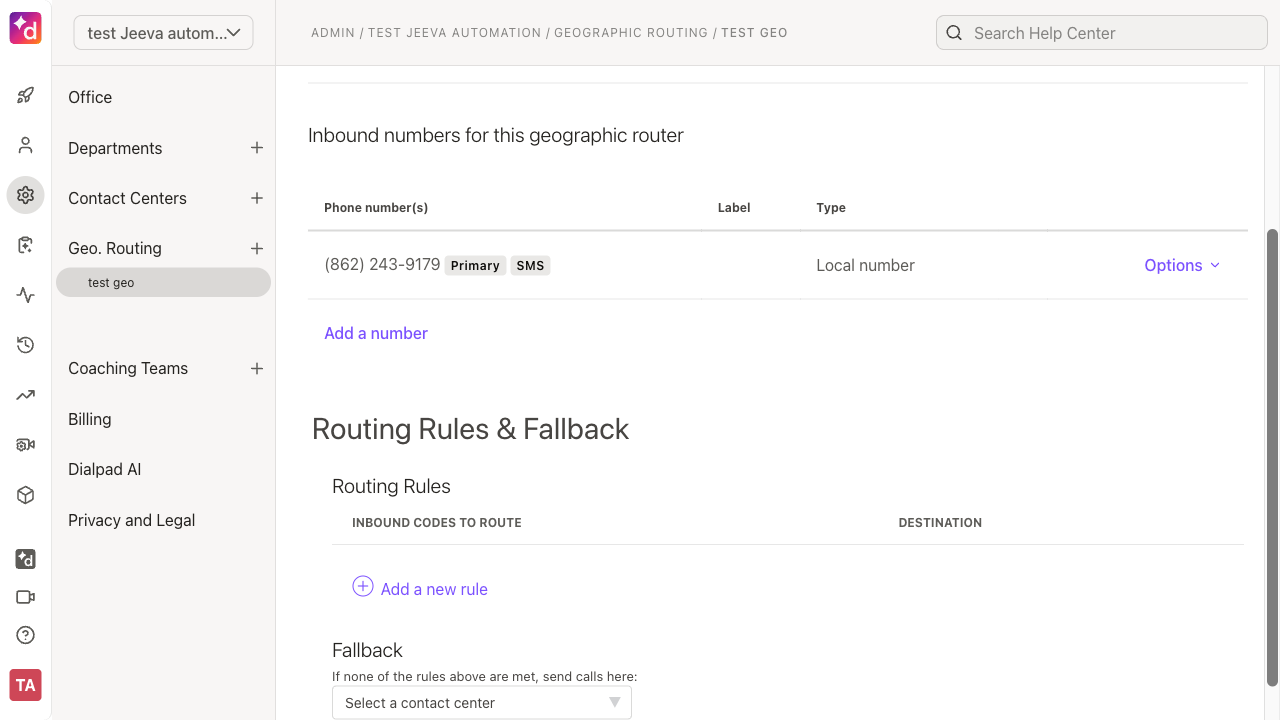 test Jeeva autom...
ADMIN / TEST JEEVA AUTOMATION / GEOGRAPHIC ROUTING / TEST GEO
Search Help Center
Office
Departments
Contact Centers
Geo. Routing
test geo
Coaching Teams
Billing
Dialpad AI
Privacy and Legal
TA
Inbound numbers for this geographic router
Phone number(s) Label Type
(862) 243-9179 Primary SMS Local number Options
Add a number
Routing Rules & Fallback
Routing Rules
INBOUND CODES TO ROUTE DESTINATION
Add a new rule
Fallback
If none of the rules above are met, send calls here:
Select a contact center